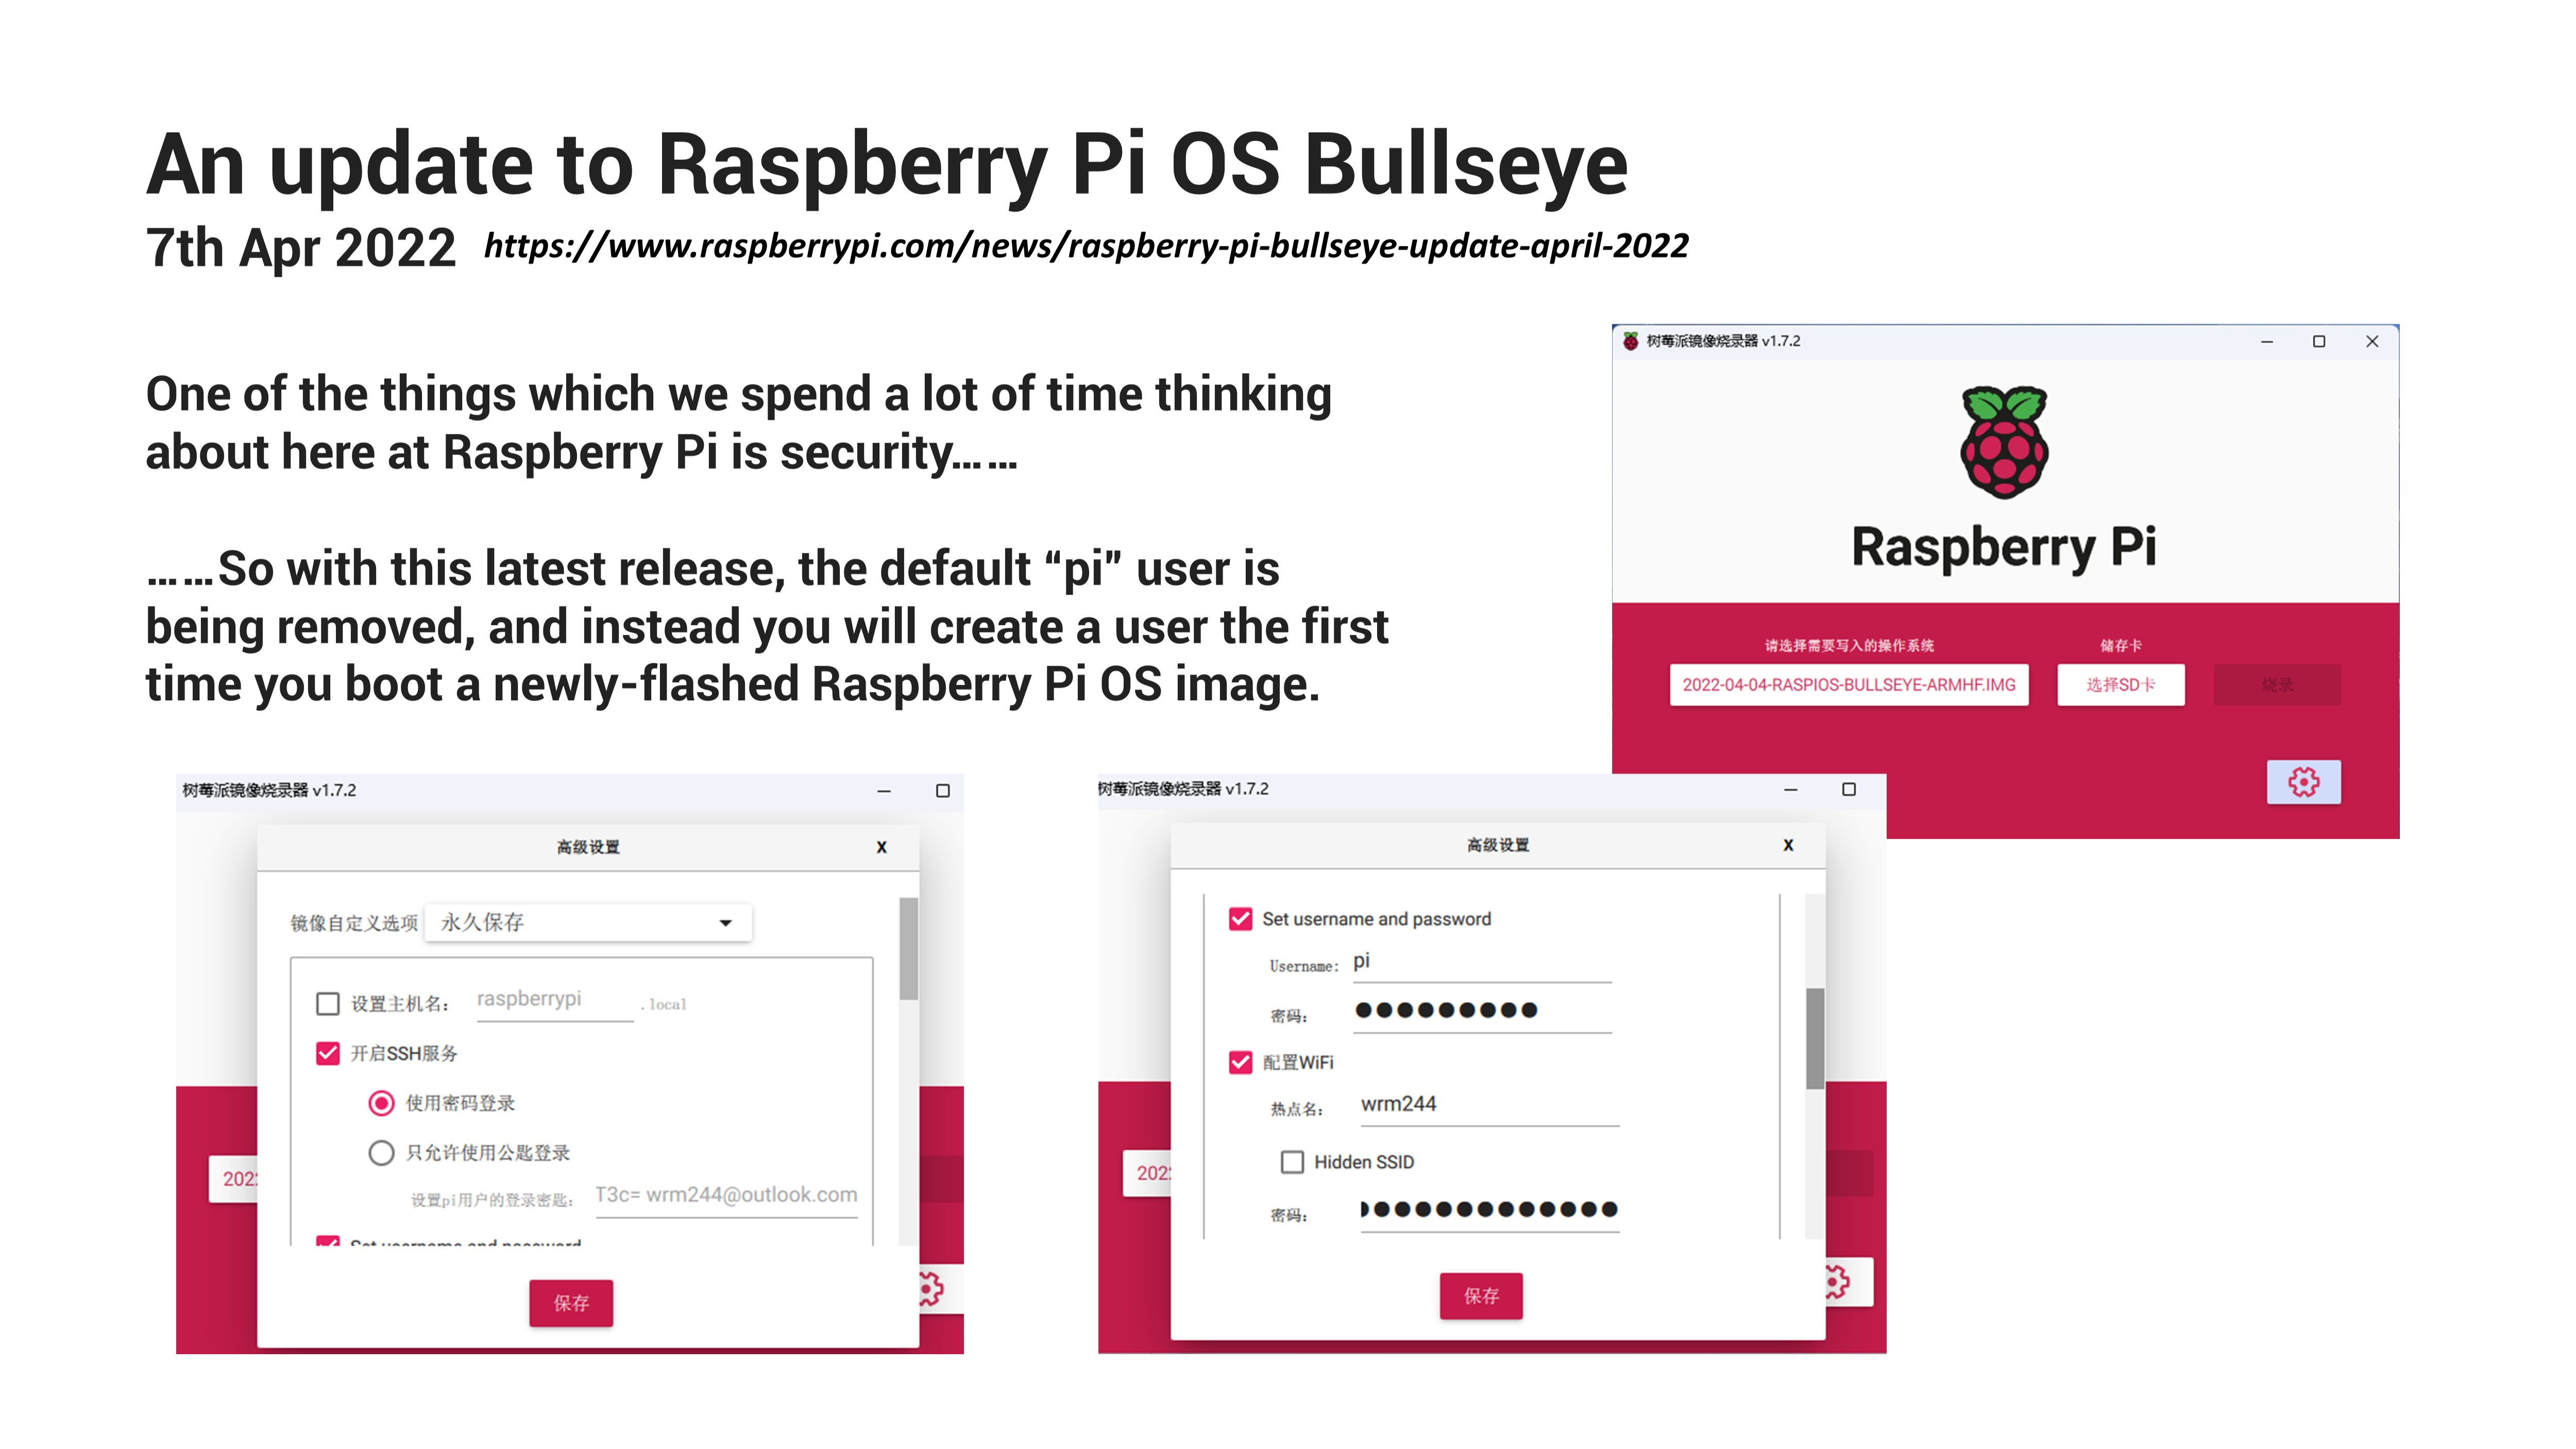 An update to Raspberry Pi OS Bullseye
7th Apr 2022 https://www.raspberrypi.com/news/raspberry-pi-bullseye-update-april-2022
One of the things which we spend a lot of time thinking
about here at Raspberry Pi is security……
……So with this latest release, the default “pi” user is
being removed, and instead you will create a user the first
time you boot a newly-flashed Raspberry Pi OS image.
树莓派镜像烧录器 v1.7.2
Raspberry Pi
请选择需要写入的操作系统 储存卡
2022-04-04-RASPIOS-BULLSEYE-ARMHF.IMG 选择SD卡 烧录
树莓派镜像烧录器 v1.7.2
高级设置 X
镜像自定义选项 永久保存
设置主机名： raspberrypi .local
开启SSH服务
使用密码登录
只允许使用公匙登录
设置pi用户的登录密匙： T3c= wrm244@outlook.com
Set username and password
202
保存
树莓派镜像烧录器 v1.7.2
高级设置 X
Set username and password
Username: pi
密码： ●●●●●●●●●
配置WiFi
热点名： wrm244
Hidden SSID
202
密码： ●●●●●●●●●●●●●
保存